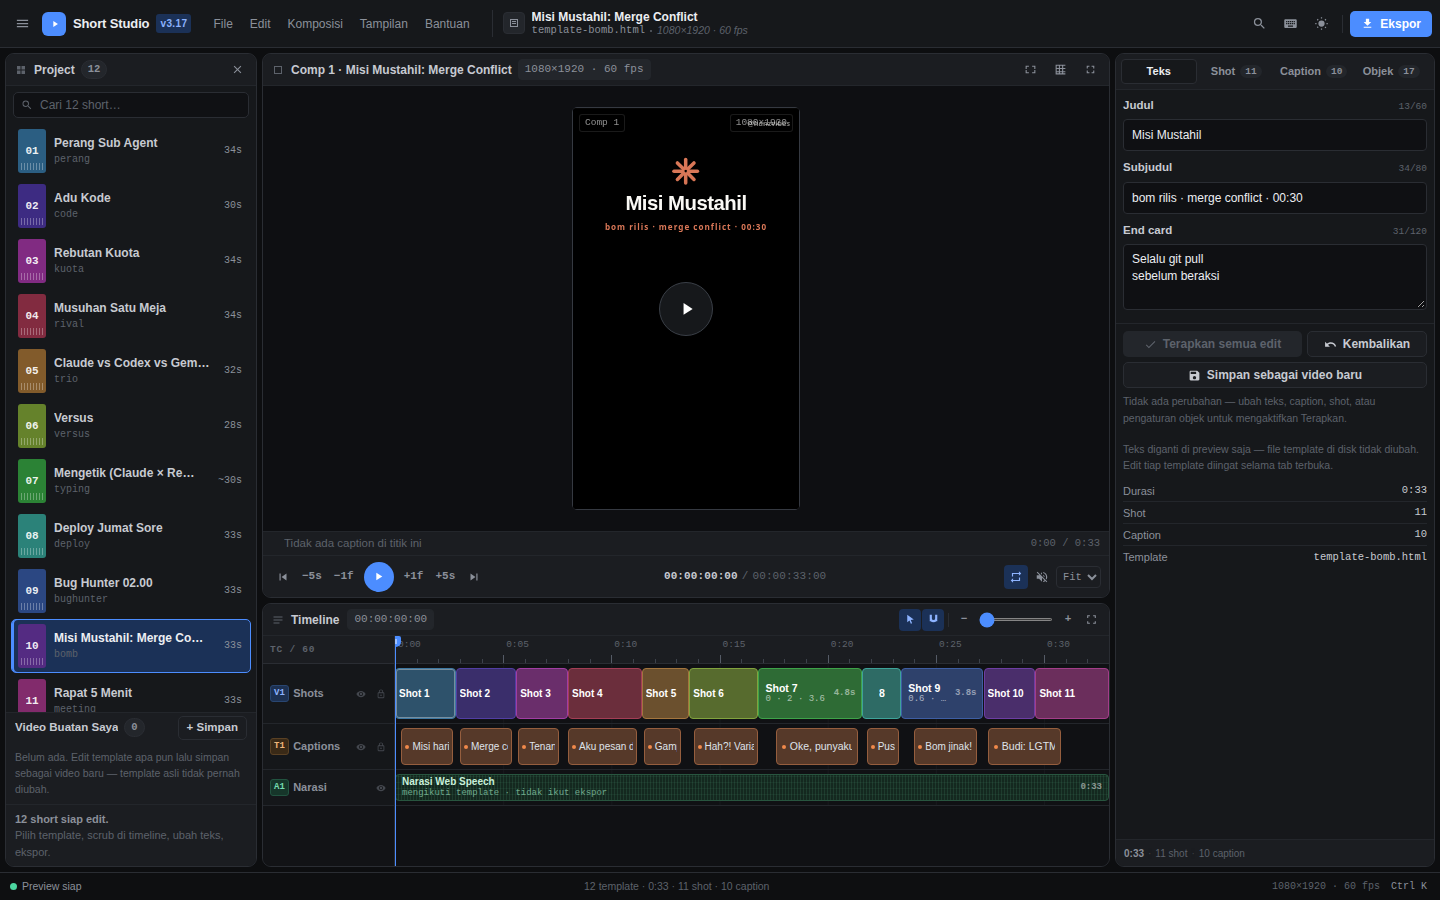 Short Studio v3.17 File Edit Komposisi Tampilan Bantuan
Misi Mustahil: Merge Conflict
template-bomb.html · 1080×1920 · 60 fps
Ekspor
Project 12
Cari 12 short…
01 Perang Sub Agent 34s
perang
02 Adu Kode 30s
code
03 Rebutan Kuota 34s
kuota
04 Musuhan Satu Meja 34s
rival
05 Claude vs Codex vs Gem… 32s
trio
06 Versus 28s
versus
07 Mengetik (Claude × Re… ~30s
typing
08 Deploy Jumat Sore 33s
deploy
09 Bug Hunter 02.00 33s
bughunter
10 Misi Mustahil: Merge Co… 33s
bomb
11 Rapat 5 Menit 33s
meeting
Video Buatan Saya 0 + Simpan
Belum ada. Edit template apa pun lalu simpan
sebagai video baru — template asli tidak pernah
diubah.
12 short siap edit.
Pilih template, scrub di timeline, ubah teks,
ekspor.
Comp 1 · Misi Mustahil: Merge Conflict 1080×1920 · 60 fps
Comp 1 1080×1920
Misi Mustahil
bom rilis · merge conflict · 00:30
Tidak ada caption di titik ini 0:00 / 0:33
−5s −1f +1f +5s 00:00:00:00 / 00:00:33:00 Fit
Timeline 00:00:00:00 − +
TC / 60 0:00 0:05 0:10 0:15 0:20 0:25 0:30
V1 Shots
Shot 1 Shot 2 Shot 3 Shot 4 Shot 5 Shot 6 Shot 7 4.8s 8 Shot 9 3.8s Shot 10 Shot 11
0 · 2 · 3.6 0.6 · …
T1 Captions
Misi hari Merge co Tenan Aku pesan d Gam Hah?! Varia Oke, punyaku Pus Bom jinak! Budi: LGTM
A1 Narasi
Narasi Web Speech 0:33
mengikuti template · tidak ikut ekspor
Teks Shot 11 Caption 10 Objek 17
Judul 13/60
Misi Mustahil
Subjudul 34/80
bom rilis · merge conflict · 00:30
End card 31/120
Selalu git pull
sebelum beraksi
Terapkan semua edit Kembalikan
Simpan sebagai video baru
Tidak ada perubahan — ubah teks, caption, shot, atau
pengaturan objek untuk mengaktifkan Terapkan.
Teks diganti di preview saja — file template di disk tidak diubah.
Edit tiap template diingat selama tab terbuka.
Durasi 0:33
Shot 11
Caption 10
Template template-bomb.html
0:33 · 11 shot · 10 caption
Preview siap 12 template · 0:33 · 11 shot · 10 caption 1080×1920 · 60 fps Ctrl K